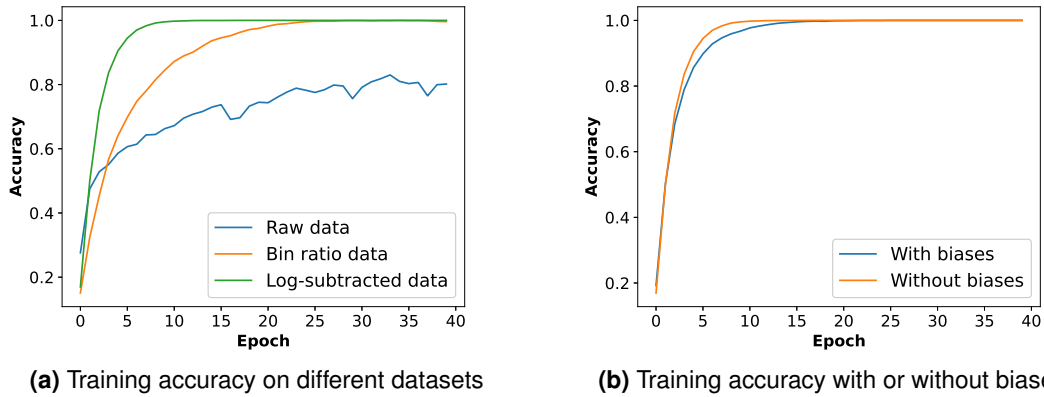 1.0
0.8
0.6
0.4
0.2
Accuracy
Raw data
Bin ratio data
Log-subtracted data
0 5 10 15 20 25 30 35 40
Epoch
(a) Training accuracy on different datasets
1.0
0.8
0.6
0.4
0.2
Accuracy
With biases
Without biases
0 5 10 15 20 25 30 35 40
Epoch
(b) Training accuracy with or without biase